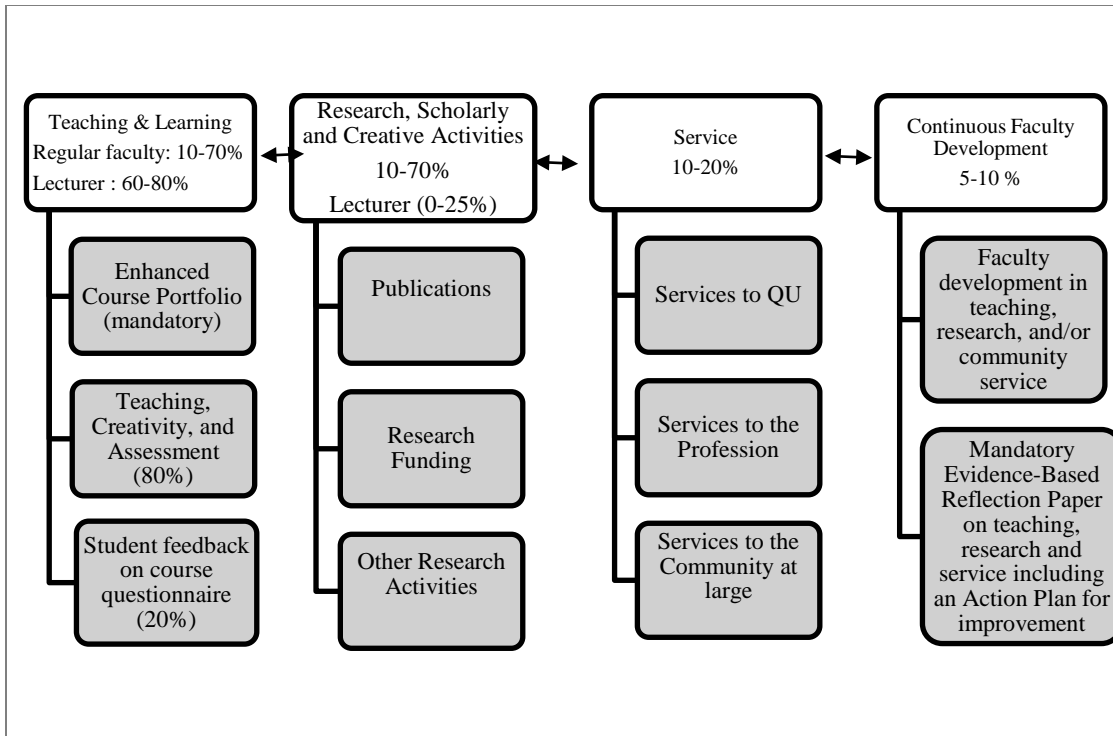 Teaching & Learning
Regular faculty: 10-70%
Lecturer : 60-80%
Enhanced
Course Portfolio
(mandatory)
Teaching,
Creativity, and
Assessment
(80%)
Student feedback
on course
questionnaire
(20%)
Research, Scholarly
and Creative Activities
10-70%
Lecturer (0-25%)
Publications
Research
Funding
Other Research
Activities
Service
10-20%
Services to QU
Services to the
Profession
Services to the
Community at
large
Continuous Faculty
Development
5-10 %
Faculty
development in
teaching,
research, and/or
community
service
Mandatory
Evidence-Based
Reflection Paper
on teaching,
research and
service including
an Action Plan for
improvement